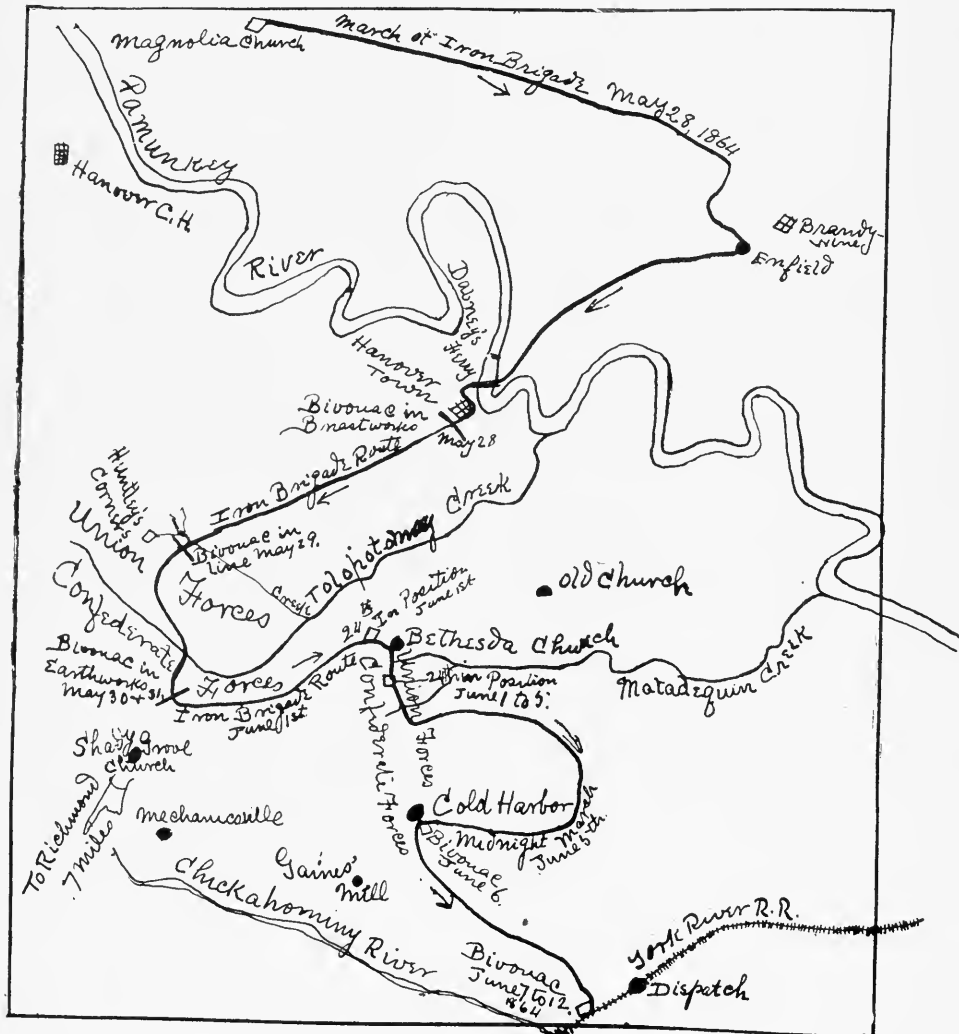 March of Iron Brigade May 28, 1864
Magnolia Church
Pamunkey
River
Hanover C.H.
Brandy-
wine
Enfield
Dabney's
Ferry
Hanover
Town
Bivouac in
Breastworks
May 28
Iron Brigade Route
Huntley's
Corners
Union
Forces
Bivouac in
line May 29.
Creek
Tolopotomay Creek
Old Church
Confederate
Forces
Bivouac in
Earthworks
May 30 & 31
Iron Brigade Route
June 1st
24th In Position
June 1st
Bethesda Church
Matadequin Creek
24th in Position
June 1 to 5.
Union
Forces
Confederate Forces
Shady Grove
Church
To Richmond
7 Miles
Mechanicsville
Cold Harbor
Midnight March
June 5th.
Bivouac
June 6.
Gaines'
Mill
Chickahominy River
Bivouac
June 7 to 12.
1864
York River R.R.
Dispatch